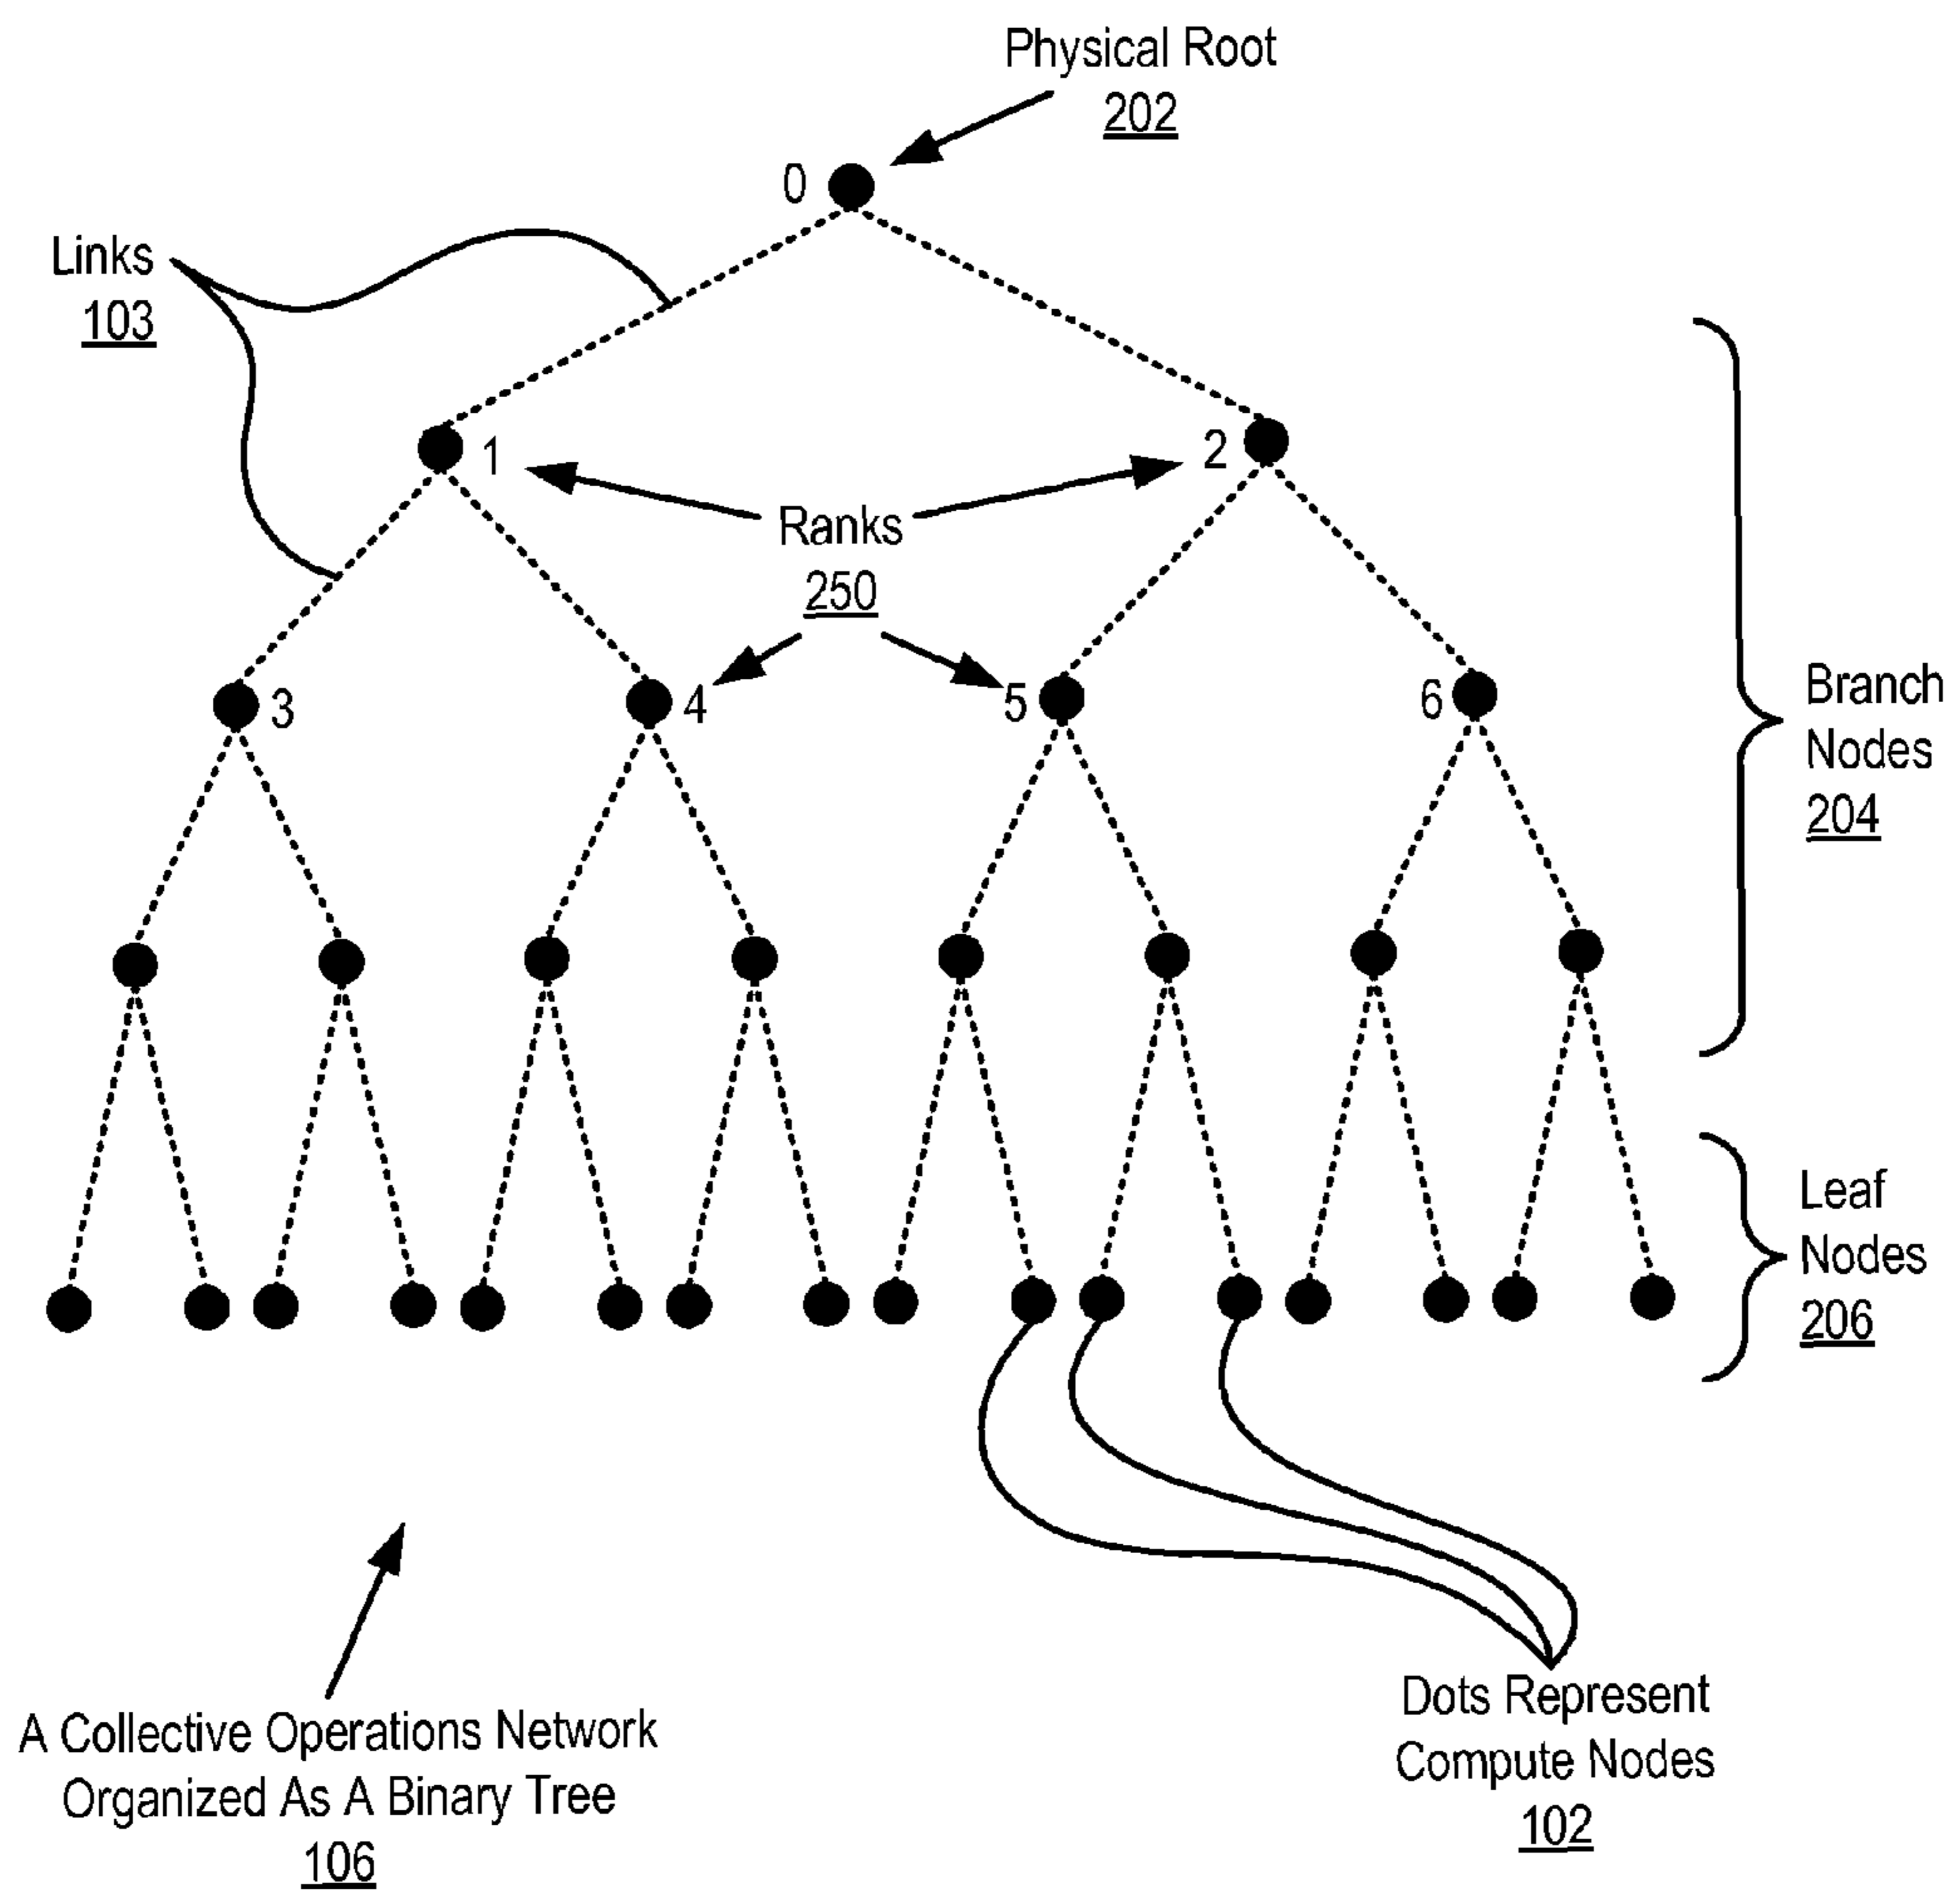 Physical Root
202
0
Links
103
1
2
Ranks
250
3
4
5
6
Branch
Nodes
204
Leaf
Nodes
206
Dots Represent
Compute Nodes
102
A Collective Operations Network
Organized As A Binary Tree
106